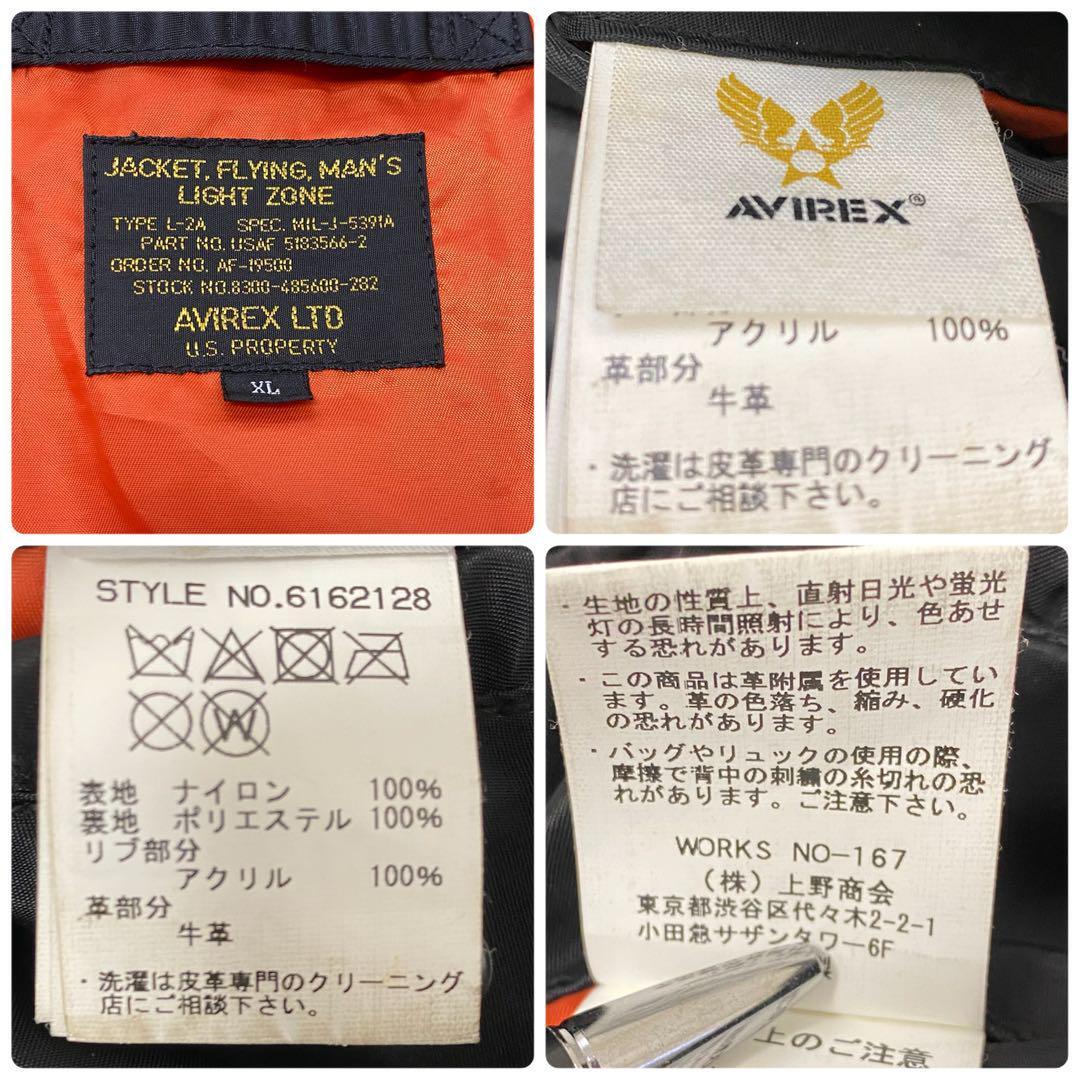 JACKET, FLYING, MAN'S
LIGHT ZONE
TYPE L-2A SPEC. MIL-J-5391A
PART NO. USAF 5183566-2
ORDER NO. AF-19500
STOCK NO.8300-485600-282
AVIREX LTD
U.S. PROPERTY
XL
AVIREX®
アクリル 100%
革部分
牛革
・洗濯は皮革専門のクリーニング
店にご相談下さい。
STYLE NO.6162128
W
表地 ナイロン 100%
裏地 ポリエステル 100%
リブ部分
アクリル 100%
革部分
牛革
・洗濯は皮革専門のクリーニング
店にご相談下さい。
・生地の性質上、直射日光や蛍光
灯の長時間照射により、色あせ
する恐れがあります。
・この商品は革附属を使用してい
ます。革の色落ち、縮み、硬化
の恐れがあります。
・バッグやリュックの使用の際、
摩擦で背中の刺繍の糸切れの恐
れがあります。ご注意下さい。
WORKS NO-167
(株)上野商会
東京都渋谷区代々木2-2-1
小田急サザンタワー6F
上のご注意